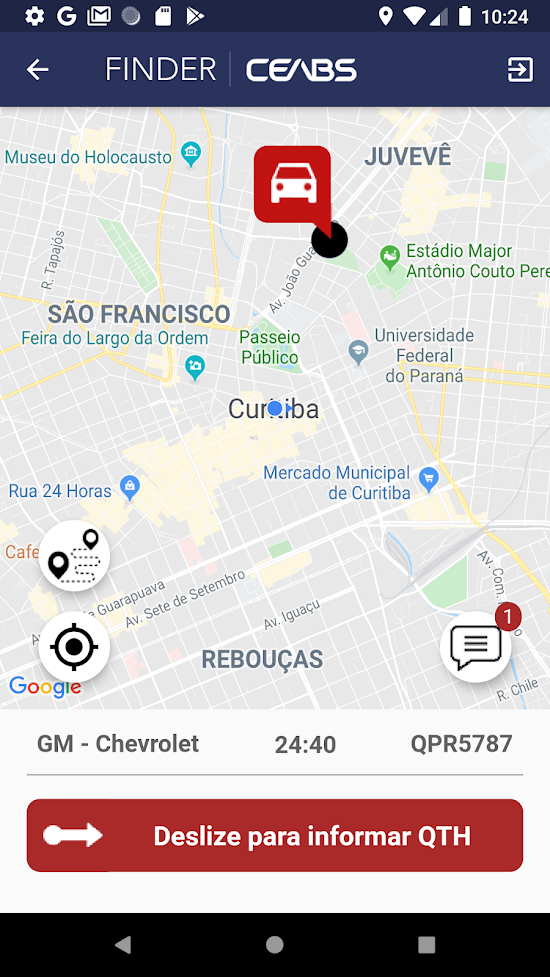 10:24
FINDER CEABS
Museu do Holocausto
JUVEVÊ
R. Tapajós
Av. João Gua
Estádio Major
Antônio Couto Pere
SÃO FRANCISCO
Feira do Largo da Ordem
Passeio
Público
Universidade
Federal
do Paraná
Curitiba
Mercado Municipal
de Curitiba
Rua 24 Horas
Cafe
Guarapuava
Av. Sete de Setembro
Av. Iguaçu
Av. Com.
1
REBOUÇAS
Google
R. Chile
GM - Chevrolet 24:40 QPR5787
Deslize para informar QTH